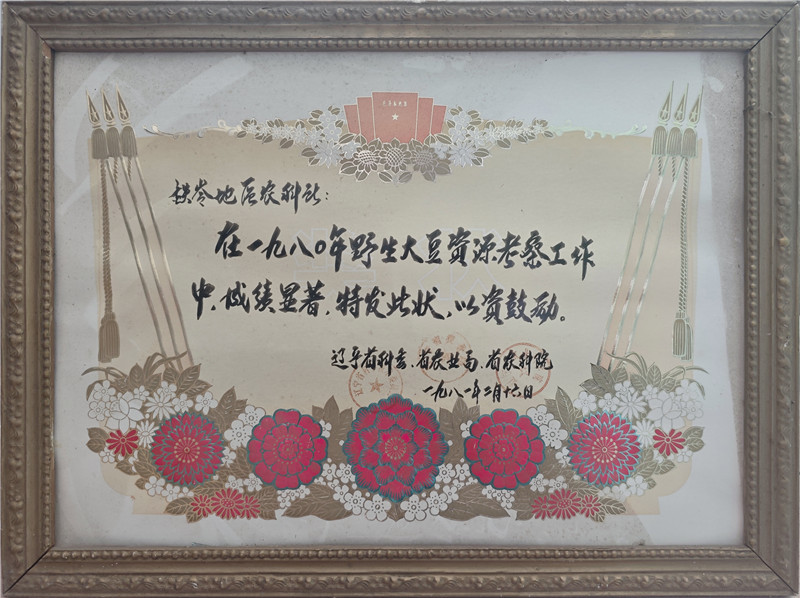 铁岭地区农科所：
在一九八〇年野生大豆资源考察工作
中，成绩显著，特发此状，以资鼓励。
辽宁省科委、省农业局、省农科院
一九八一年二月十六日